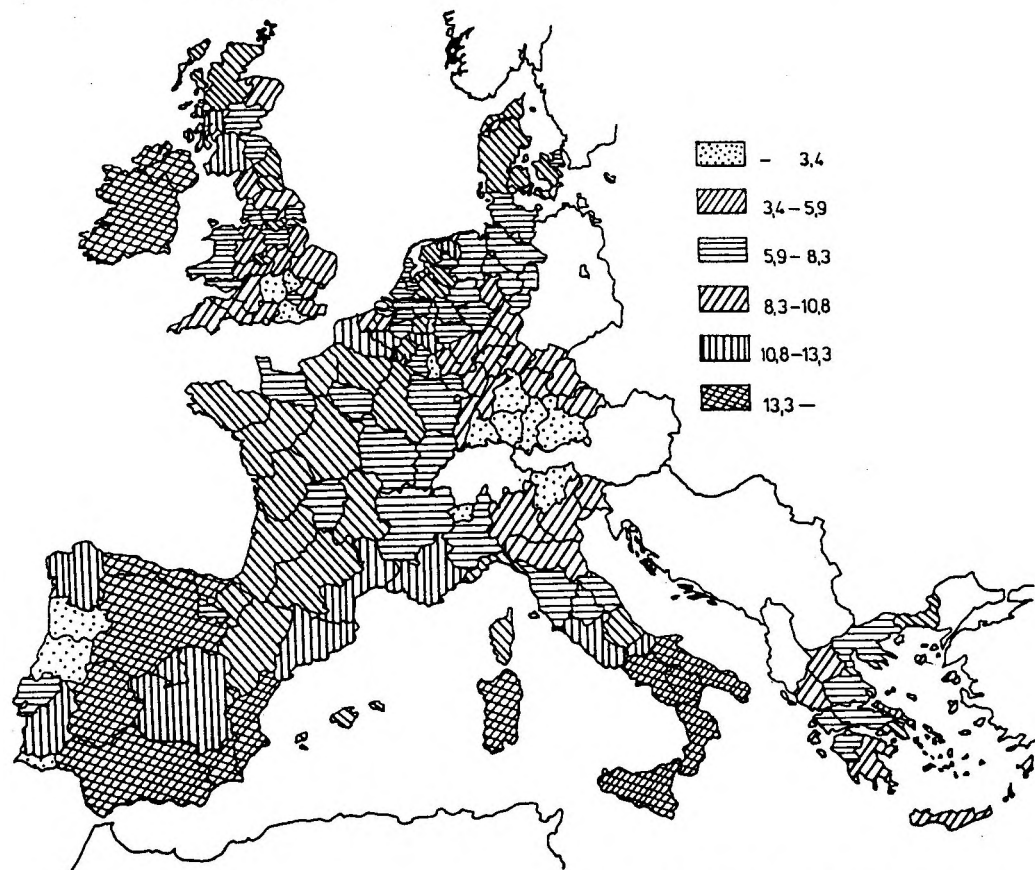 – 3,4
3,4 – 5,9
5,9 – 8,3
8,3 – 10,8
10,8 – 13,3
13,3 —